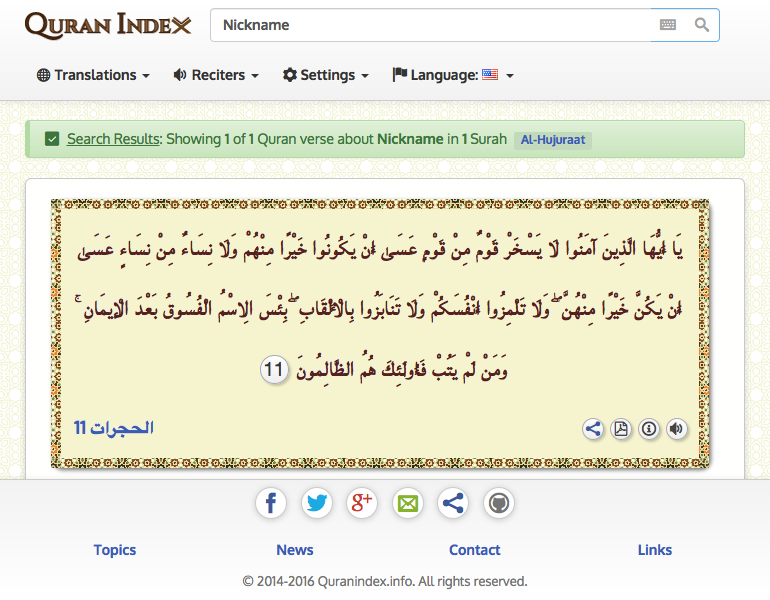 QURAN INDEX
Nickname
Translations
Reciters
Settings
Language:
Search Results: Showing 1 of 1 Quran verse about Nickname in 1 Surah Al-Hujuraat
يَا أَيُّهَا الَّذِينَ آمَنُوا لَا يَسْخَرْ قَوْمٌ مِنْ قَوْمٍ عَسَىٰ أَنْ يَكُونُوا خَيْرًا مِنْهُمْ وَلَا نِسَاءٌ مِنْ نِسَاءٍ عَسَىٰ
أَنْ يَكُنَّ خَيْرًا مِنْهُنَّ ۖ وَلَا تَلْمِزُوا أَنْفُسَكُمْ وَلَا تَنَابَزُوا بِالْأَلْقَابِ ۖ بِئْسَ الِاسْمُ الْفُسُوقُ بَعْدَ الْإِيمَانِ ۚ
وَمَنْ لَمْ يَتُبْ فَأُولَئِكَ هُمُ الظَّالِمُونَ 11
الحجرات 11
Topics
News
Contact
Links
© 2014-2016 Quranindex.info. All rights reserved.